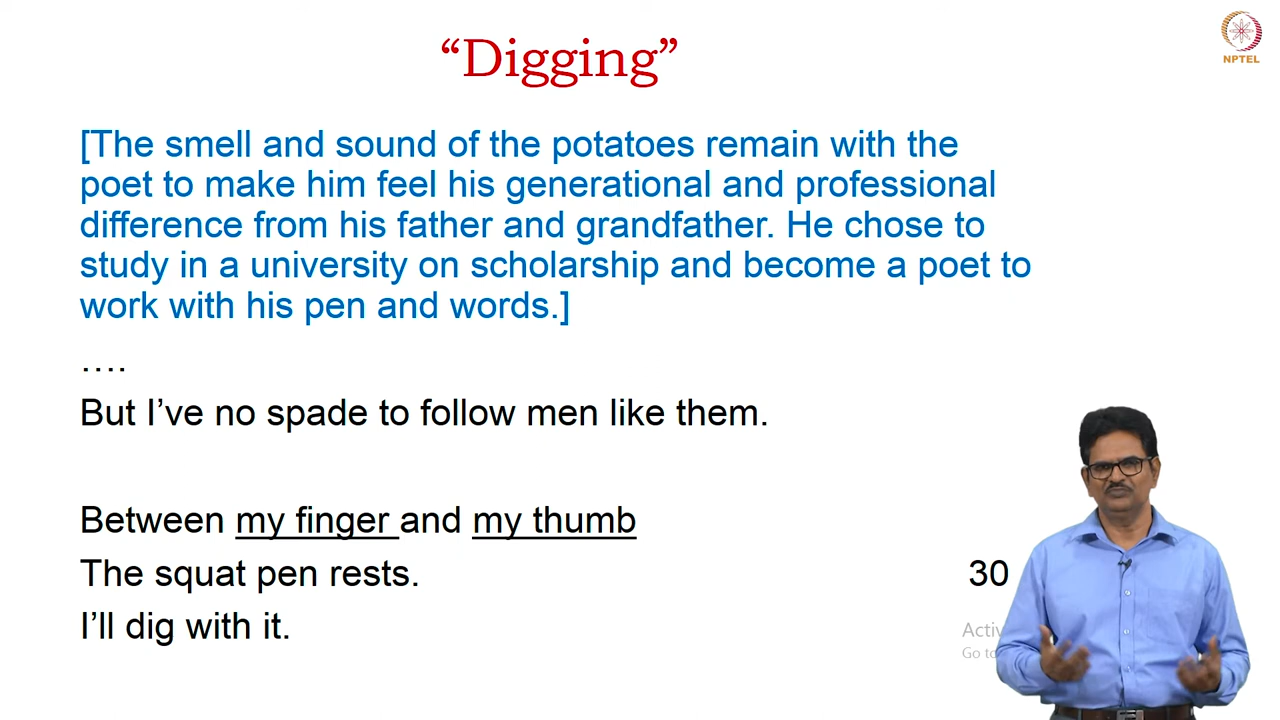 “Digging”
NPTEL
[The smell and sound of the potatoes remain with the
poet to make him feel his generational and professional
difference from his father and grandfather. He chose to
study in a university on scholarship and become a poet to
work with his pen and words.]
….
But I’ve no spade to follow men like them.
Between my finger and my thumb
The squat pen rests. 30
I’ll dig with it.
Go to